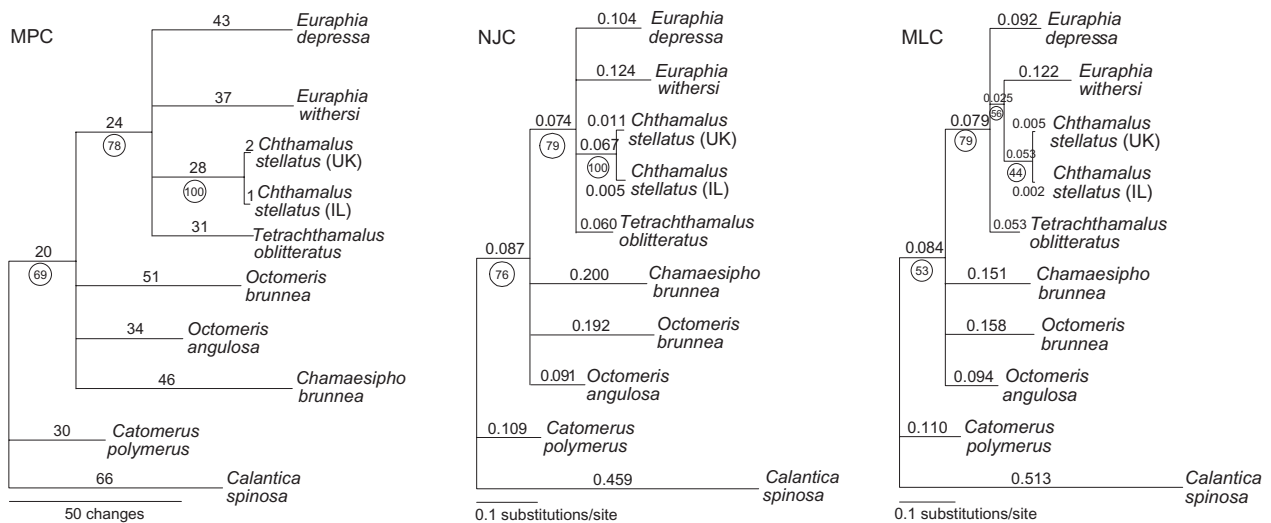 MPC
43
Euraphia
depressa
37
Euraphia
withersi
24
78
2
Chthamalus
stellatus (UK)
28
100
1
Chthamalus
stellatus (IL)
31
Tetrachthamalus
oblitteratus
20
69
51
Octomeris
brunnea
34
Octomeris
angulosa
46
Chamaesipho
brunnea
30
Catomerus
polymerus
66
Calantica
spinosa
50 changes
NJC
0.104
Euraphia
depressa
0.124
Euraphia
withersi
0.074
79
0.011
Chthamalus
stellatus (UK)
0.067
100
0.005
Chthamalus
stellatus (IL)
0.060
Tetrachthamalus
oblitteratus
0.087
76
0.200
Chamaesipho
brunnea
0.192
Octomeris
brunnea
0.091
Octomeris
angulosa
0.109
Catomerus
polymerus
0.459
Calantica
spinosa
0.1 substitutions/site
MLC
0.092
Euraphia
depressa
0.122
Euraphia
withersi
0.025
56
0.079
79
0.005
Chthamalus
stellatus (UK)
0.053
44
0.002
Chthamalus
stellatus (IL)
0.053
Tetrachthamalus
oblitteratus
0.084
53
0.151
Chamaesipho
brunnea
0.158
Octomeris
brunnea
0.094
Octomeris
angulosa
0.110
Catomerus
polymerus
0.513
Calantica
spinosa
0.1 substitutions/site